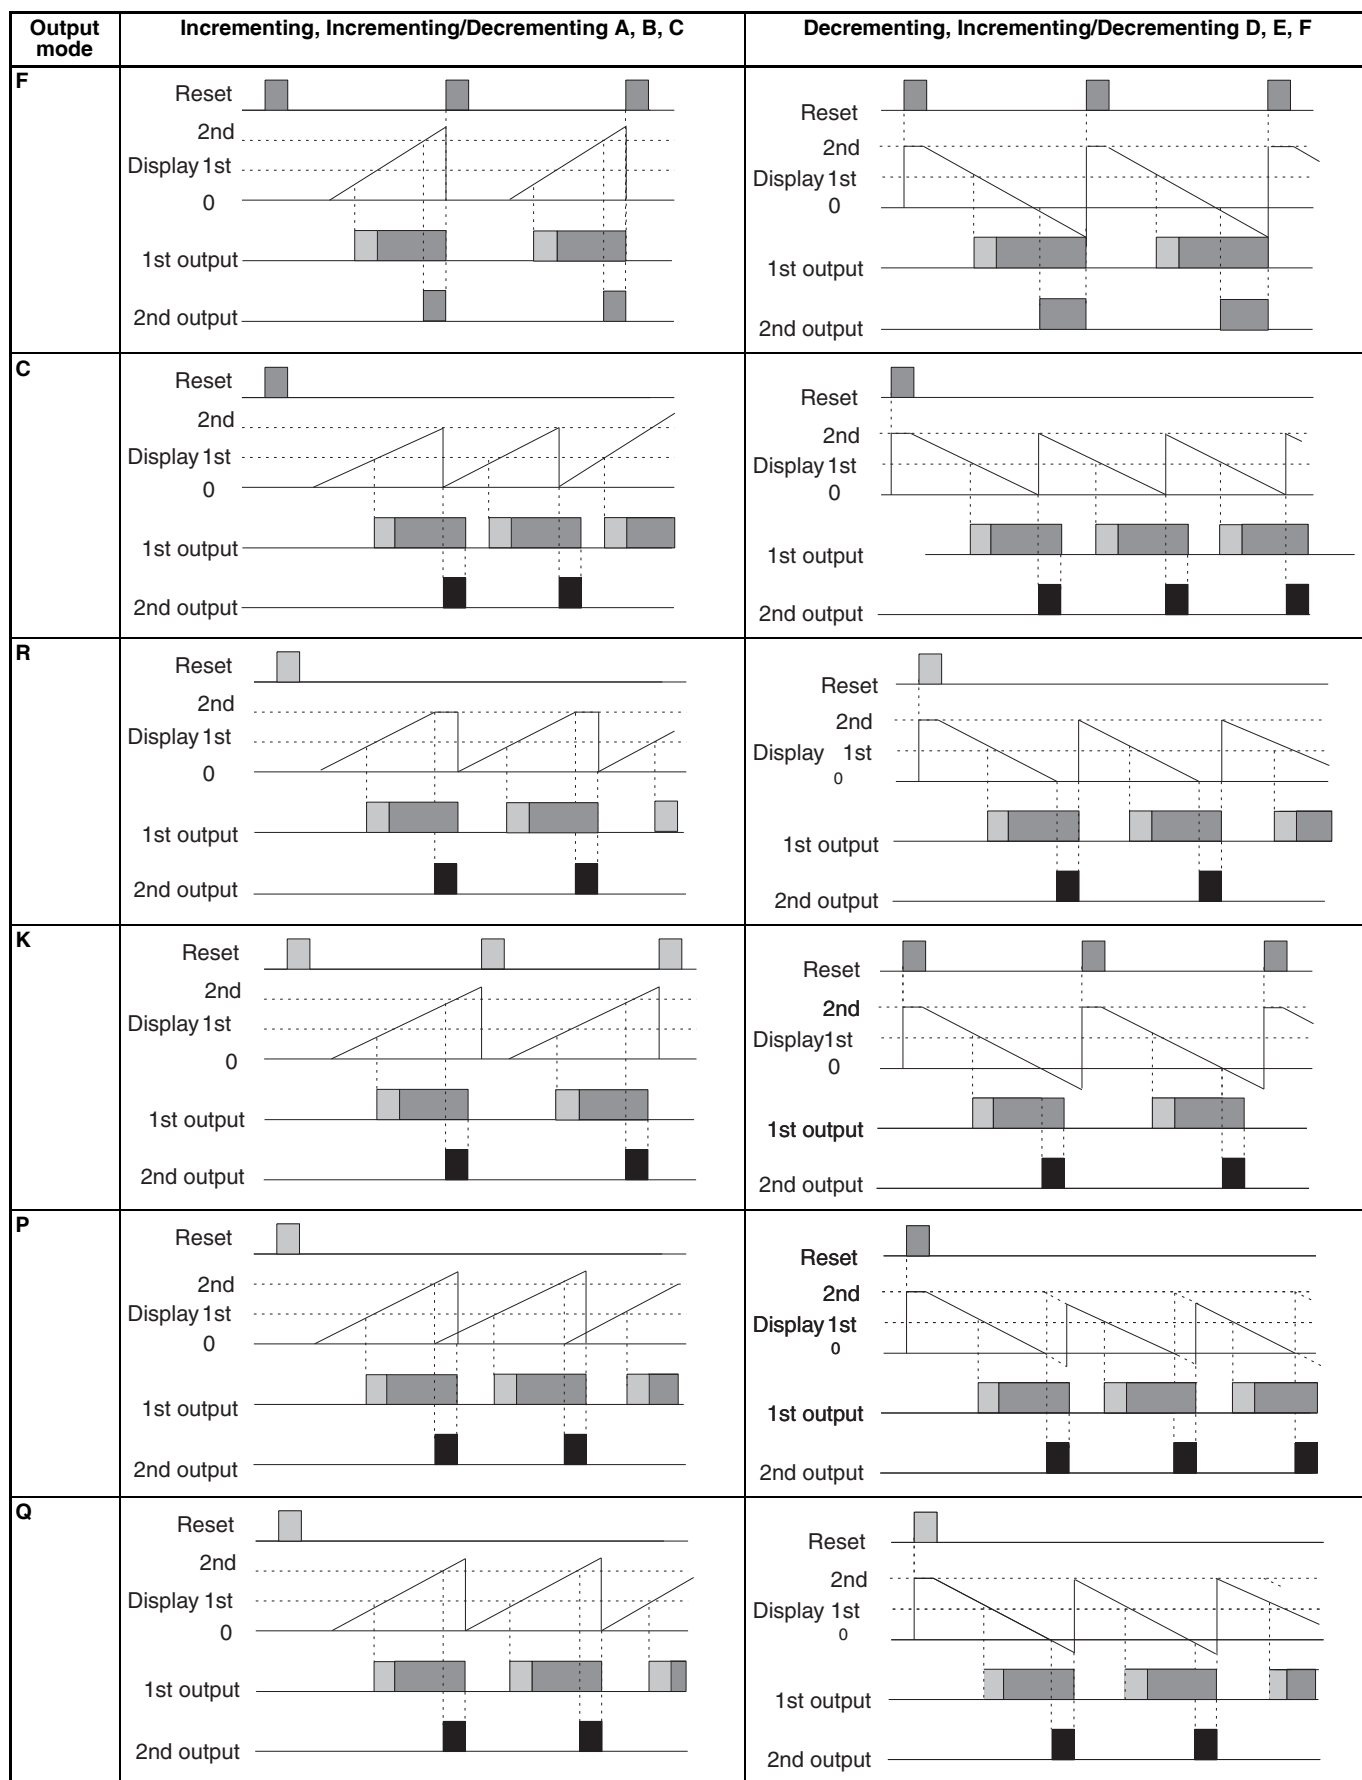 Output mode
Incrementing, Incrementing/Decrementing A, B, C
Decrementing, Incrementing/Decrementing D, E, F
F
Reset
2nd
Display 1st
0
1st output
2nd output
Reset
2nd
Display 1st
0
1st output
2nd output
C
Reset
2nd
Display 1st
0
1st output
2nd output
Reset
2nd
Display 1st
0
1st output
2nd output
R
Reset
2nd
Display 1st
0
1st output
2nd output
Reset
2nd
Display 1st
0
1st output
2nd output
K
Reset
2nd
Display 1st
0
1st output
2nd output
Reset
2nd
Display1st
0
1st output
2nd output
P
Reset
2nd
Display 1st
0
1st output
2nd output
Reset
2nd
Display 1st
0
1st output
2nd output
Q
Reset
2nd
Display 1st
0
1st output
2nd output
Reset
2nd
Display 1st
0
1st output
2nd output